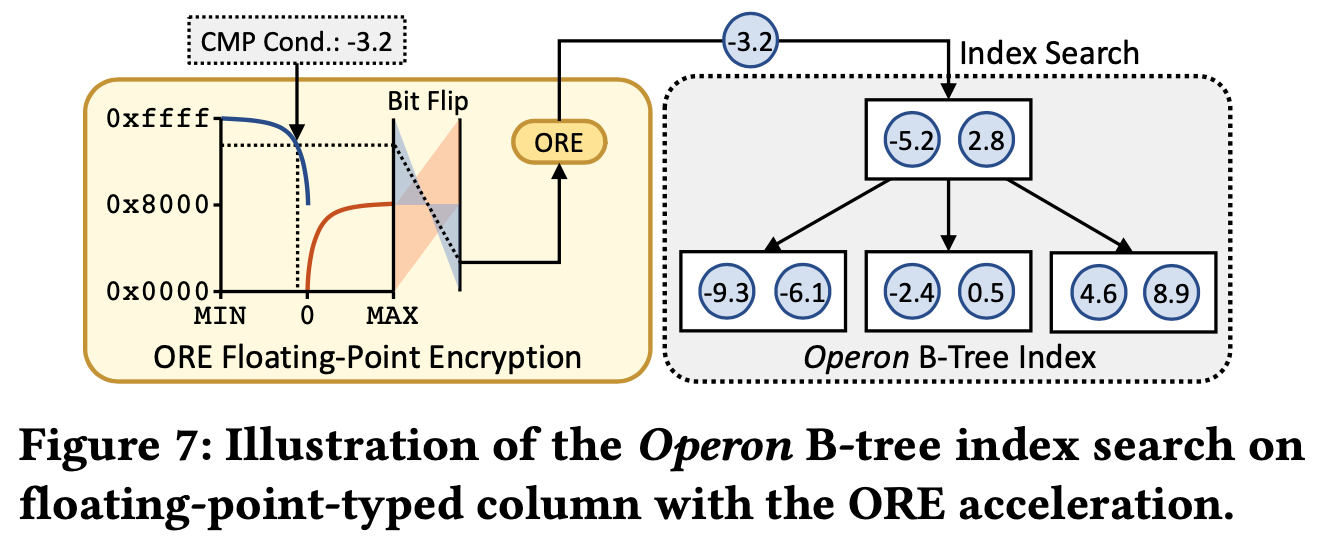 CMP Cond.: -3.2
-3.2
Index Search
Bit Flip
0xffff
0x8000
0x0000
MIN 0 MAX
ORE
ORE Floating-Point Encryption
-5.2 2.8
-9.3 -6.1 -2.4 0.5 4.6 8.9
Operon B-Tree Index
Figure 7: Illustration of the Operon B-tree index search on
floating-point-typed column with the ORE acceleration.